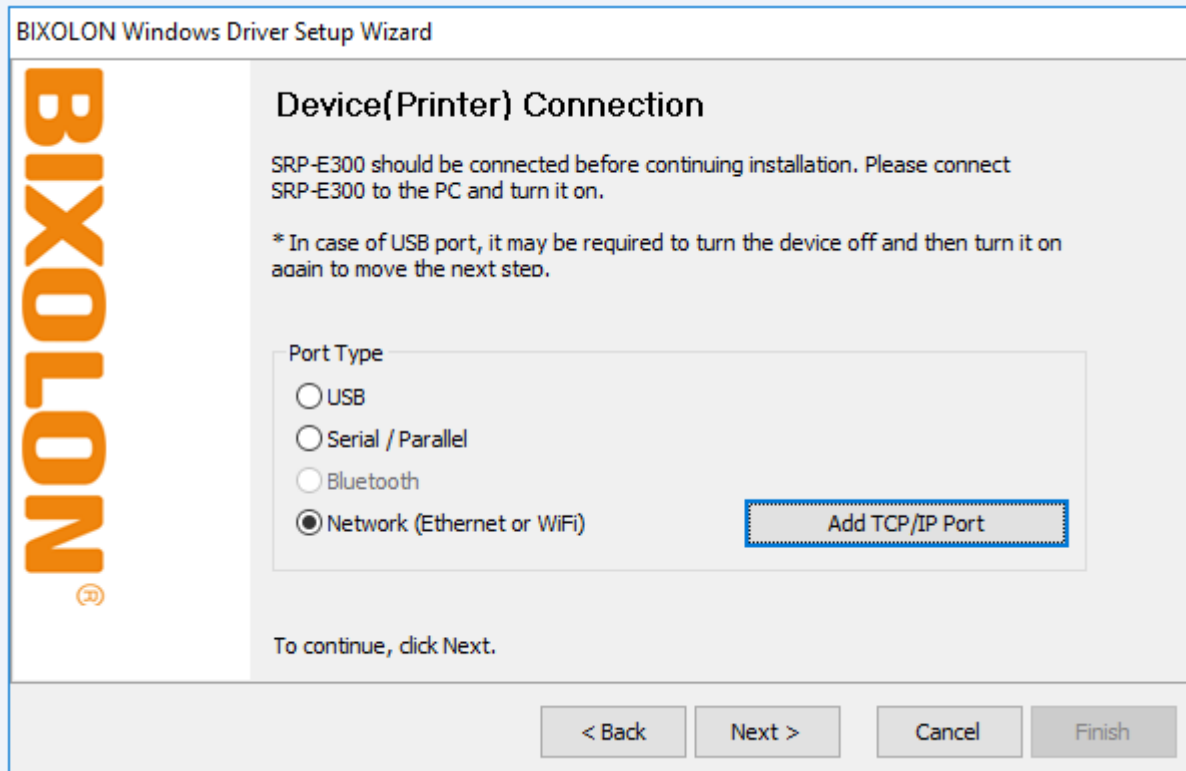 BIXOLON Windows Driver Setup Wizard
BIXOLON®
Device(Printer) Connection
SRP-E300 should be connected before continuing installation. Please connect
SRP-E300 to the PC and turn it on.
* In case of USB port, it may be required to turn the device off and then turn it on
again to move the next step.
Port Type
USB
Serial / Parallel
Bluetooth
Network (Ethernet or WiFi)
Add TCP/IP Port
To continue, click Next.
< Back
Next >
Cancel
Finish